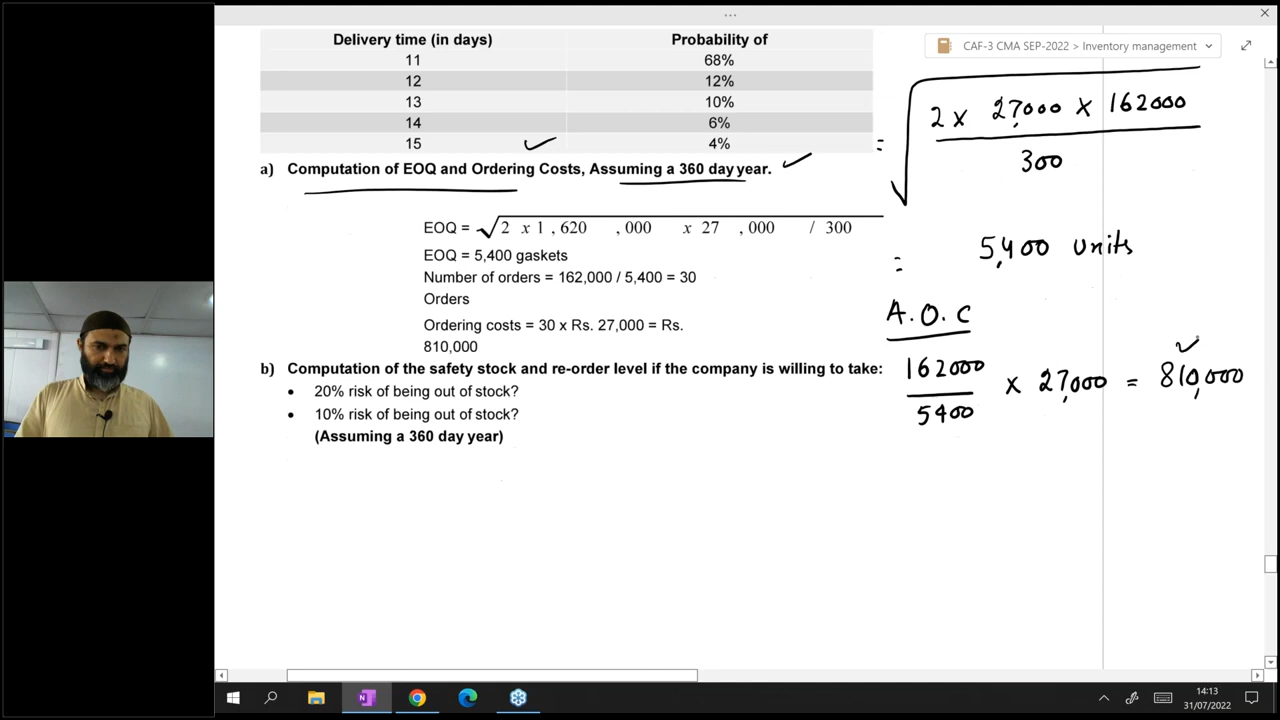 CAF-3 CMA SEP-2022 > Inventory management
Delivery time (in days) Probability of
11 68%
12 12%
13 10%
14 6%
15 4%
a) Computation of EOQ and Ordering Costs, Assuming a 360 day year.
EOQ = √2 x 1 , 620 , 000 x 27 , 000 / 300
EOQ = 5,400 gaskets
Number of orders = 162,000 / 5,400 = 30
Orders
Ordering costs = 30 x Rs. 27,000 = Rs.
810,000
b) Computation of the safety stock and re-order level if the company is willing to take:
• 20% risk of being out of stock?
• 10% risk of being out of stock?
(Assuming a 360 day year)
= √ 2 x 27,000 x 162000
300
= 5,400 units
A.O.C
162000
5400
x 27,000 = 810,000
14:13
31/07/2022